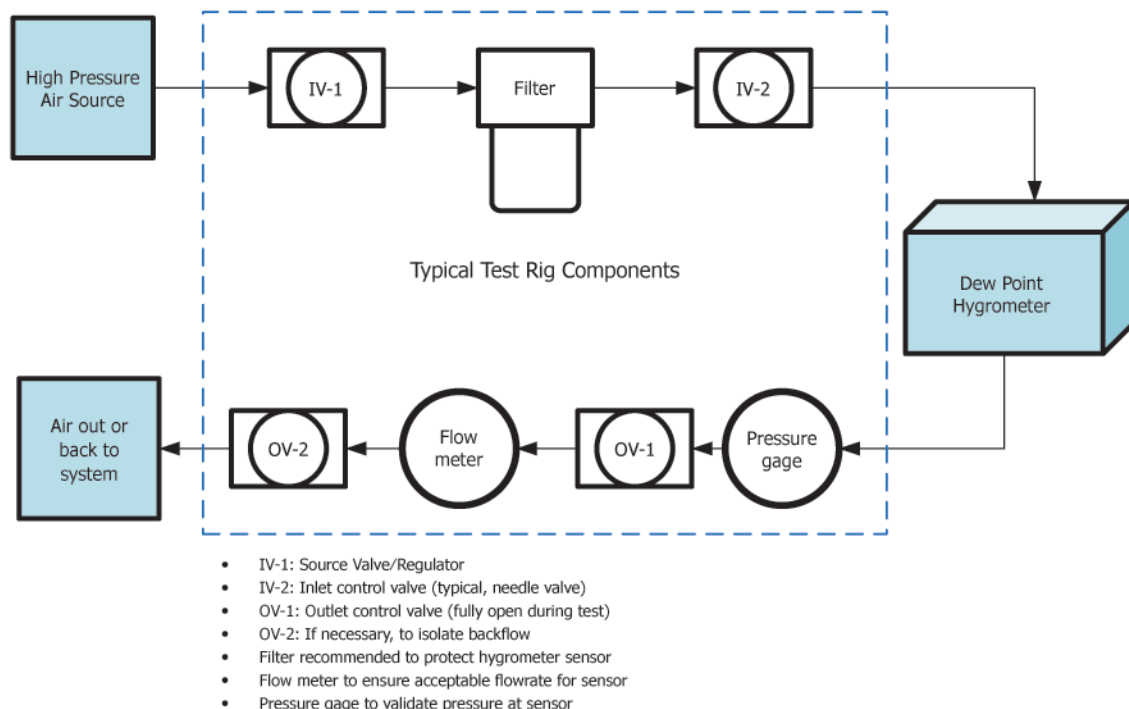 High Pressure
Air Source
IV-1
Filter
IV-2
Typical Test Rig Components
Dew Point
Hygrometer
Air out or
back to
system
OV-2
Flow
meter
OV-1
Pressure
gage
• IV-1: Source Valve/Regulator
• IV-2: Inlet control valve (typical, needle valve)
• OV-1: Outlet control valve (fully open during test)
• OV-2: If necessary, to isolate backflow
• Filter recommended to protect hygrometer sensor
• Flow meter to ensure acceptable flowrate for sensor
• Pressure gage to validate pressure at sensor